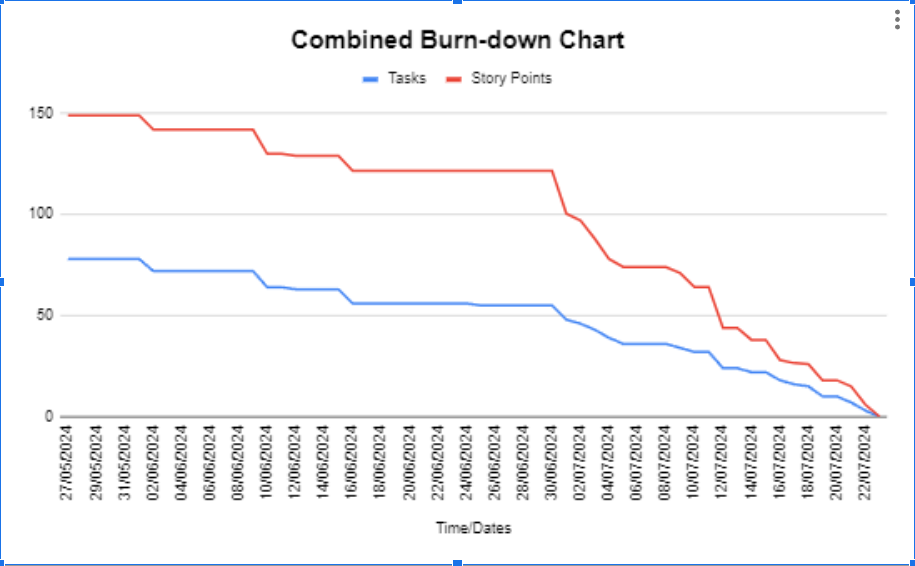 Combined Burn-down Chart
Tasks Story Points
150
100
50
0
27/05/2024 29/05/2024 31/05/2024 02/06/2024 04/06/2024 06/06/2024 08/06/2024 10/06/2024 12/06/2024 14/06/2024 16/06/2024 18/06/2024 20/06/2024 22/06/2024 24/06/2024 26/06/2024 28/06/2024 30/06/2024 02/07/2024 04/07/2024 06/07/2024 08/07/2024 10/07/2024 12/07/2024 14/07/2024 16/07/2024 18/07/2024 20/07/2024 22/07/2024
Time/Dates